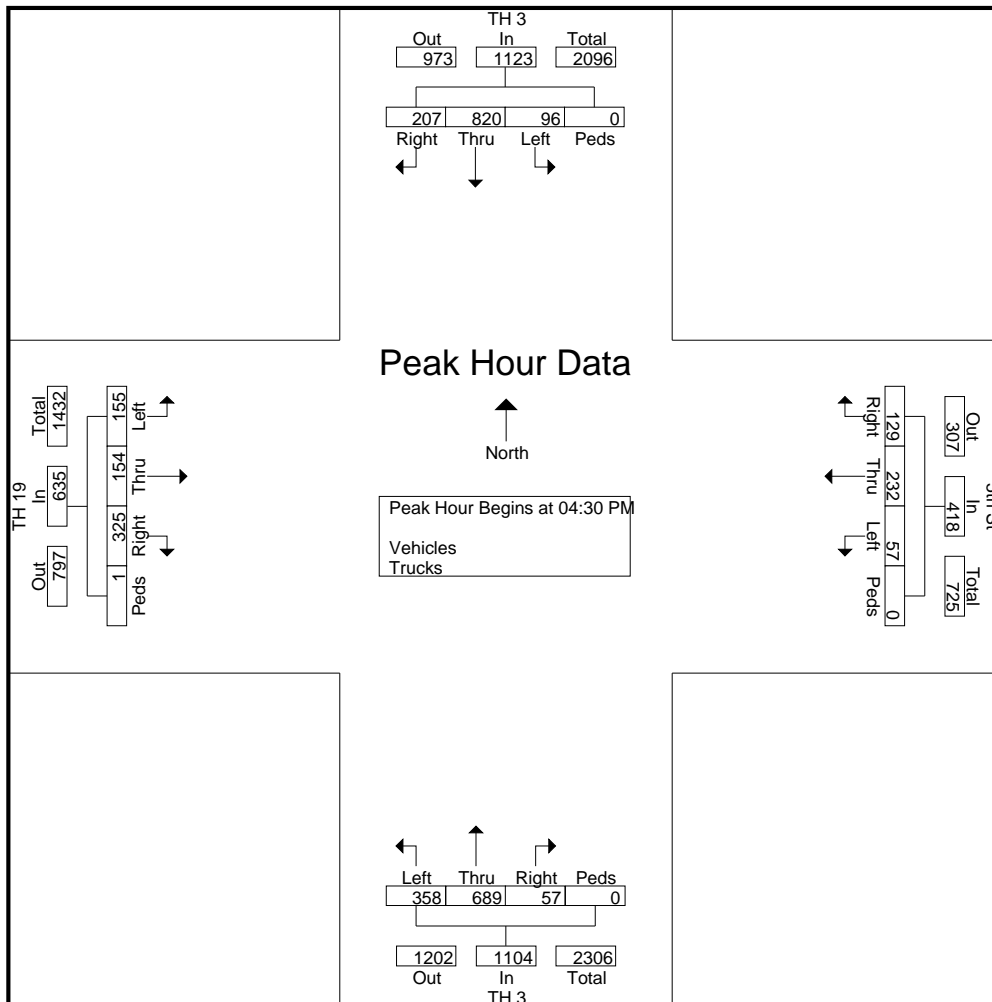 TH 3
Out In Total
973 1123 2096
207 820 96 0
Right Thru Left Peds
Peak Hour Data
North
Peak Hour Begins at 04:30 PM
Vehicles
Trucks
TH 19
Total In Out
1432 635 797
155 154 325 1
Left Thru Right Peds
Right Thru Left Peds
129 232 57 0
Out In Total
307 418 725
Left Thru Right Peds
358 689 57 0
1202 1104 2306
Out In Total
TH 3